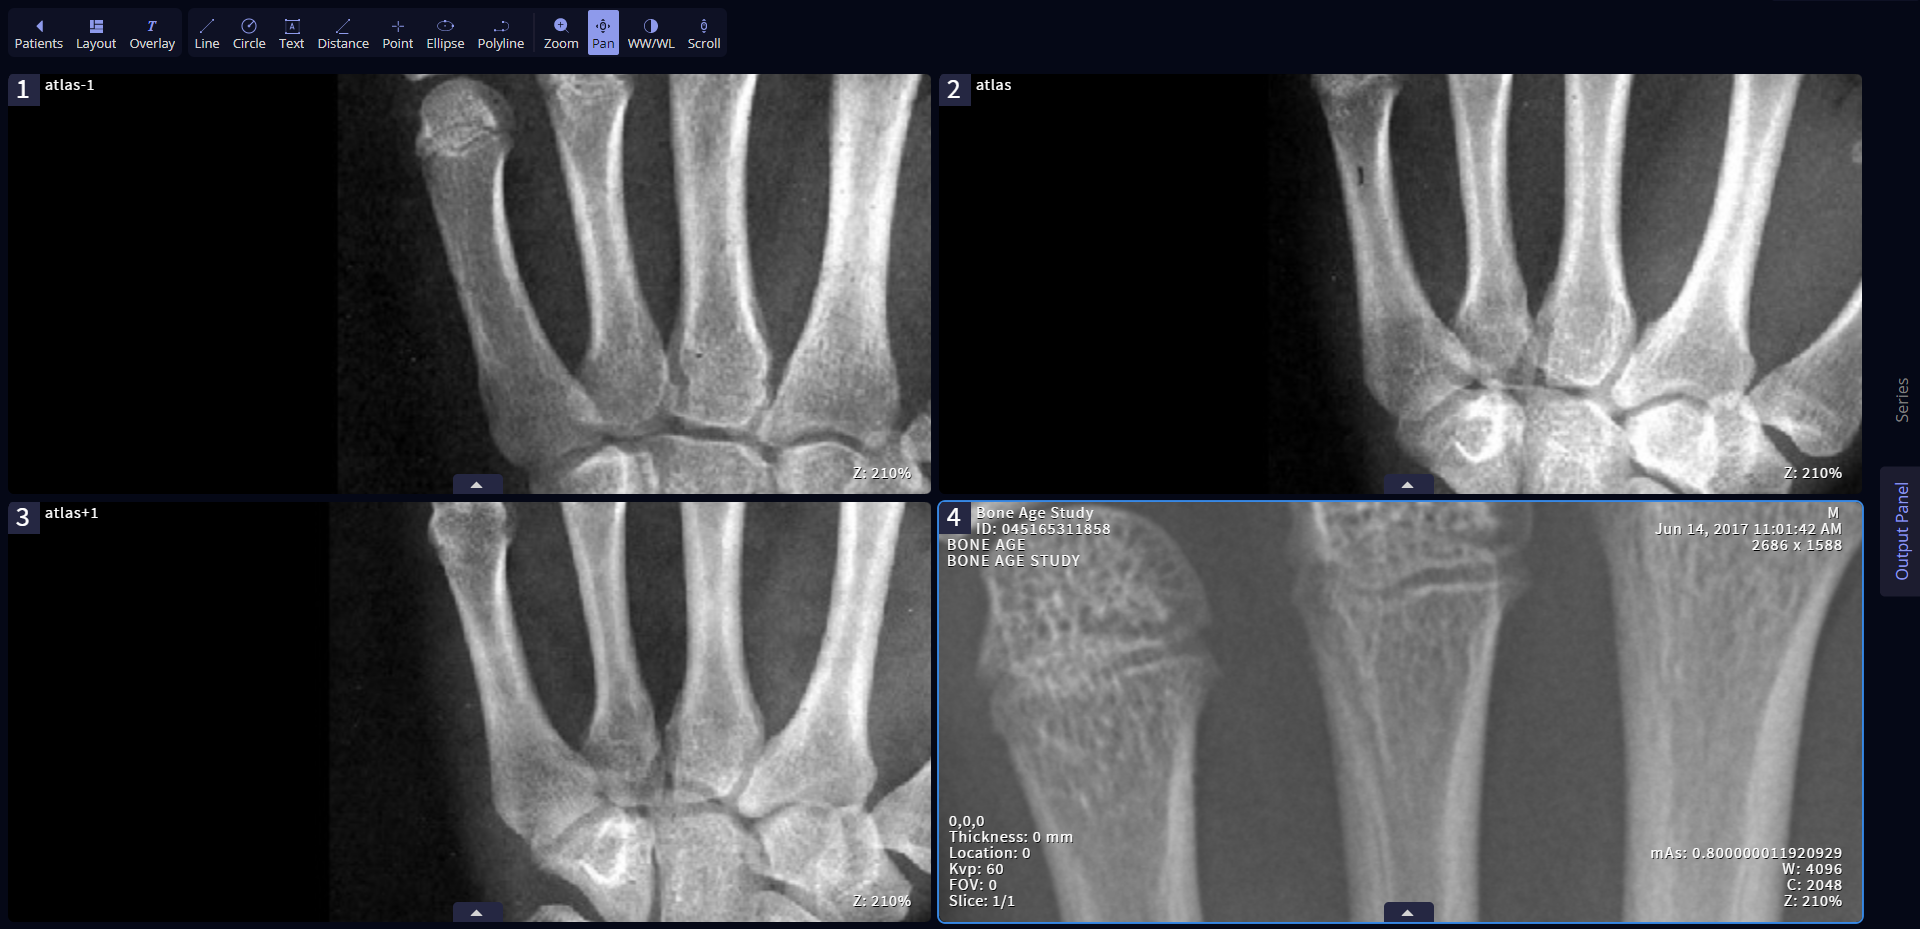 Patients Layout Overlay Line Circle Text Distance Point Ellipse Polyline Zoom Pan WW/WL Scroll
1 atlas-1
Z: 210%
2 atlas
Z: 210%
3 atlas+1
Z: 210%
4 Bone Age Study
ID: 045165311858
BONE AGE
BONE AGE STUDY
M
Jun 14, 2017 11:01:42 AM
2686 x 1588
0,0,0
Thickness: 0 mm
Location: 0
Kvp: 60
FOV: 0
Slice: 1/1
mAs: 0.800000011920929
W: 4096
C: 2048
Z: 210%
Series
Output Panel